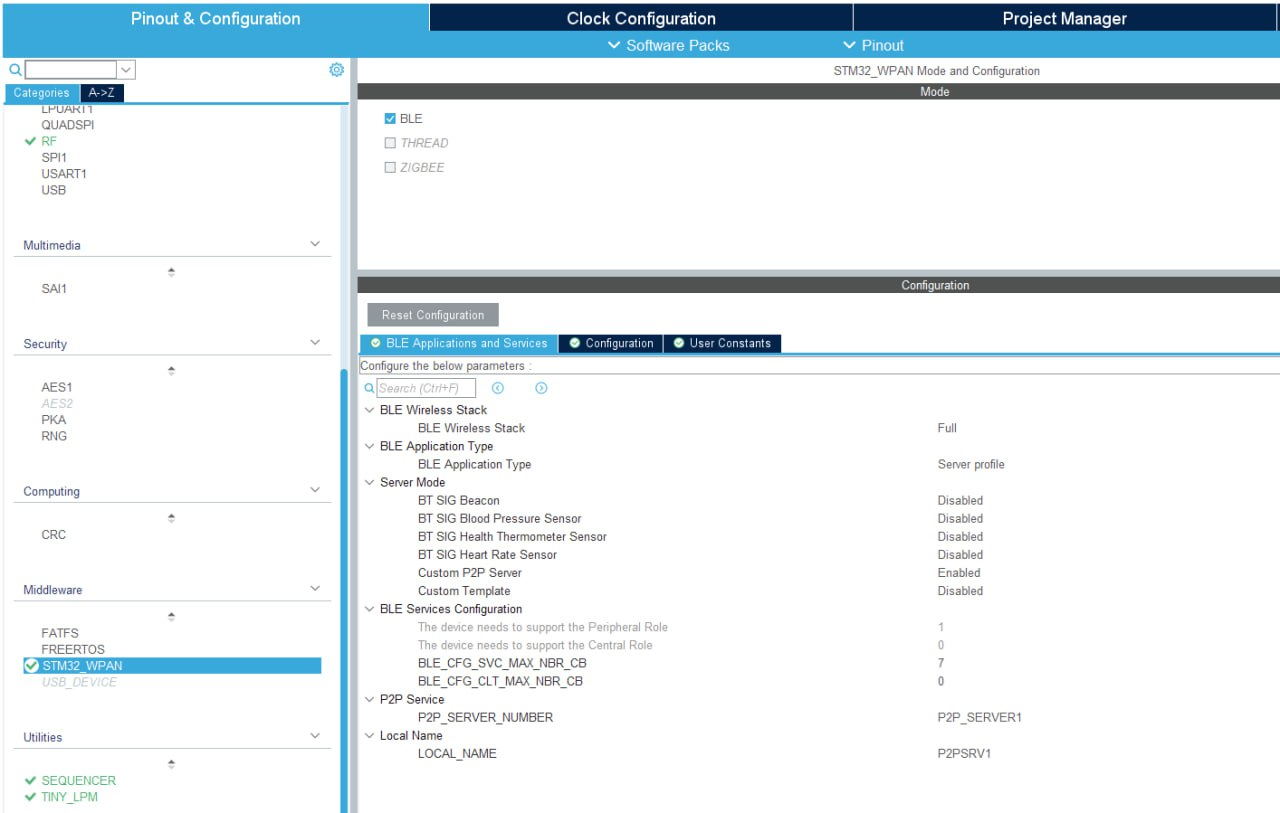 Pinout & Configuration
Clock Configuration
Project Manager
Software Packs
Pinout
Categories
A->Z
LPUART1
QUADSPI
RF
SPI1
USART1
USB
Multimedia
SAI1
Security
AES1
AES2
PKA
RNG
Computing
CRC
Middleware
FATFS
FREERTOS
STM32_WPAN
USB_DEVICE
Utilities
SEQUENCER
TINY_LPM
STM32_WPAN Mode and Configuration
Mode
BLE
THREAD
ZIGBEE
Configuration
Reset Configuration
BLE Applications and Services
Configuration
User Constants
Configure the below parameters :
Search (Ctrl+F)
BLE Wireless Stack
BLE Wireless Stack Full
BLE Application Type
BLE Application Type Server profile
Server Mode
BT SIG Beacon Disabled
BT SIG Blood Pressure Sensor Disabled
BT SIG Health Thermometer Sensor Disabled
BT SIG Heart Rate Sensor Disabled
Custom P2P Server Enabled
Custom Template Disabled
BLE Services Configuration
The device needs to support the Peripheral Role 1
The device needs to support the Central Role 0
BLE_CFG_SVC_MAX_NBR_CB 7
BLE_CFG_CLT_MAX_NBR_CB 0
P2P Service
P2P_SERVER_NUMBER P2P_SERVER1
Local Name
LOCAL_NAME P2PSRV1